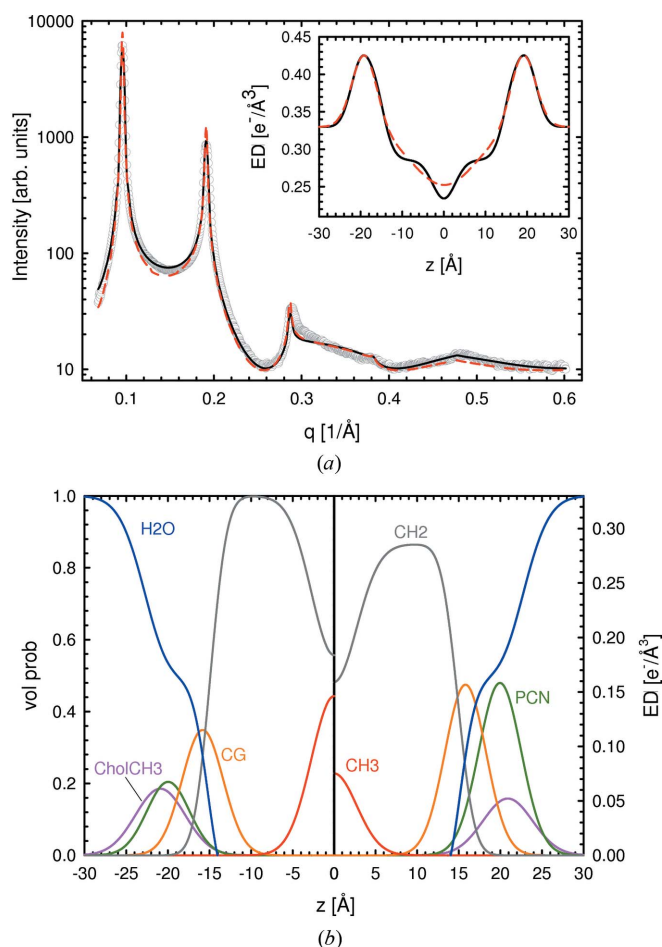 10000
1000
100
10
Intensity [arb. units]
0.1 0.2 0.3 0.4 0.5 0.6
q [1/Å]
0.45
0.40
0.35
0.30
0.25
ED [e⁻/Å³]
-30 -20 -10 0 10 20 30
z [Å]
(a)
1.0
0.8
0.6
0.4
0.2
0.0
vol prob
H2O
CholCH3
CG
CH3
CH2
PCN
0.30
0.25
0.20
0.15
0.10
0.05
0.00
ED [e⁻/Å³]
-30 -25 -20 -15 -10 -5 0 5 10 15 20 25 30
z [Å]
(b)